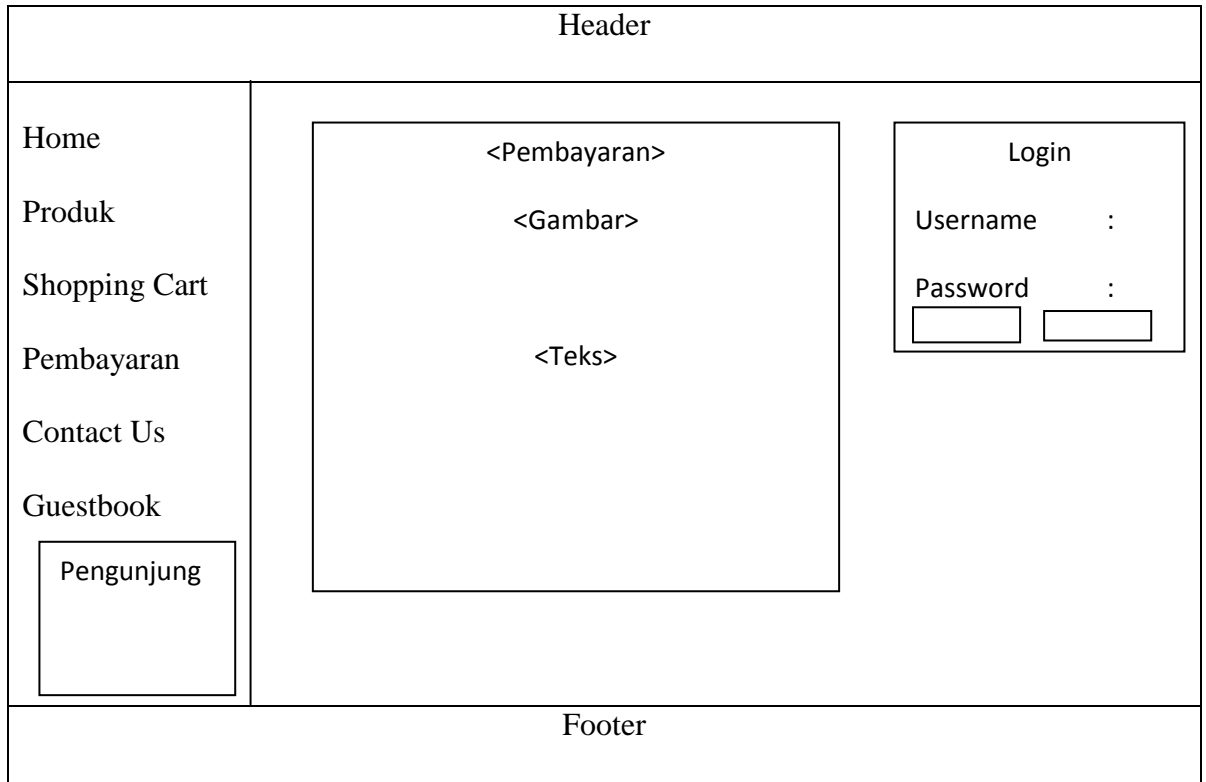 Header
Home
Produk
Shopping Cart
Pembayaran
Contact Us
Guestbook
Pengunjung
<Pembayaran>
<Gambar>
<Teks>
Login
Username :
Password :
Footer